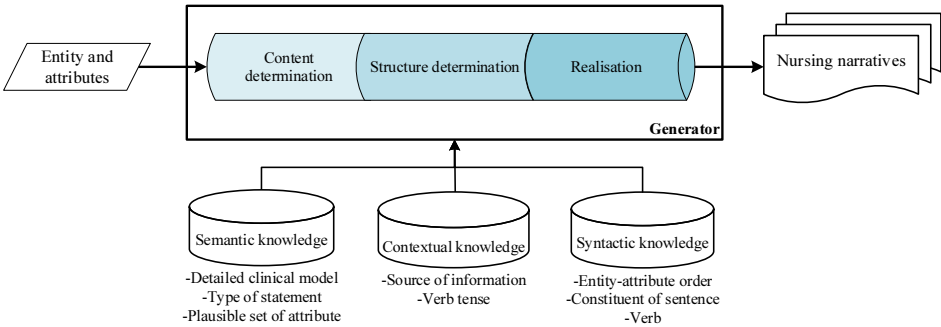 Entity and
attributes
Content
determination
Structure determination
Realisation
Nursing narratives
Generator
Semantic knowledge
-Detailed clinical model
-Type of statement
-Plausible set of attribute
Contextual knowledge
-Source of information
-Verb tense
Syntactic knowledge
-Entity-attribute order
-Constituent of sentence
-Verb